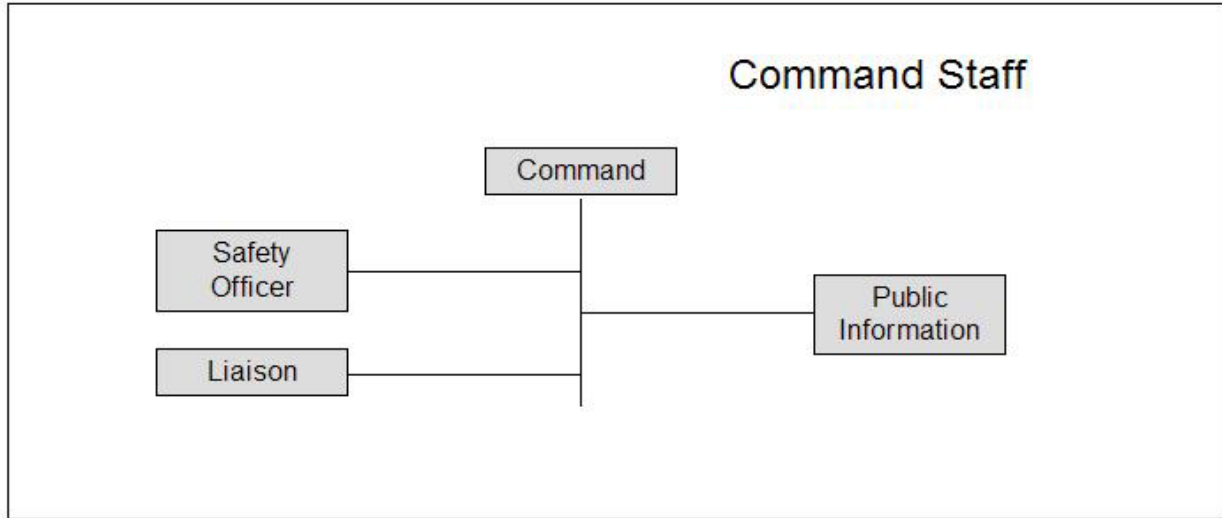 Command Staff
Command
Safety
Officer
Public
Information
Liaison